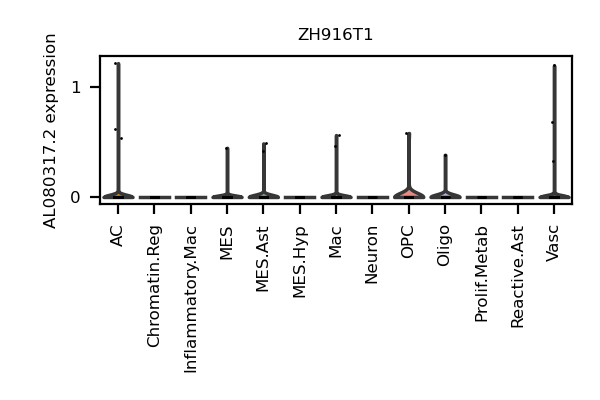 ZH916T1
AL080317.2 expression
1
0
AC
Chromatin.Reg
Inflammatory.Mac
MES
MES.Ast
MES.Hyp
Mac
Neuron
OPC
Oligo
Prolif.Metab
Reactive.Ast
Vasc